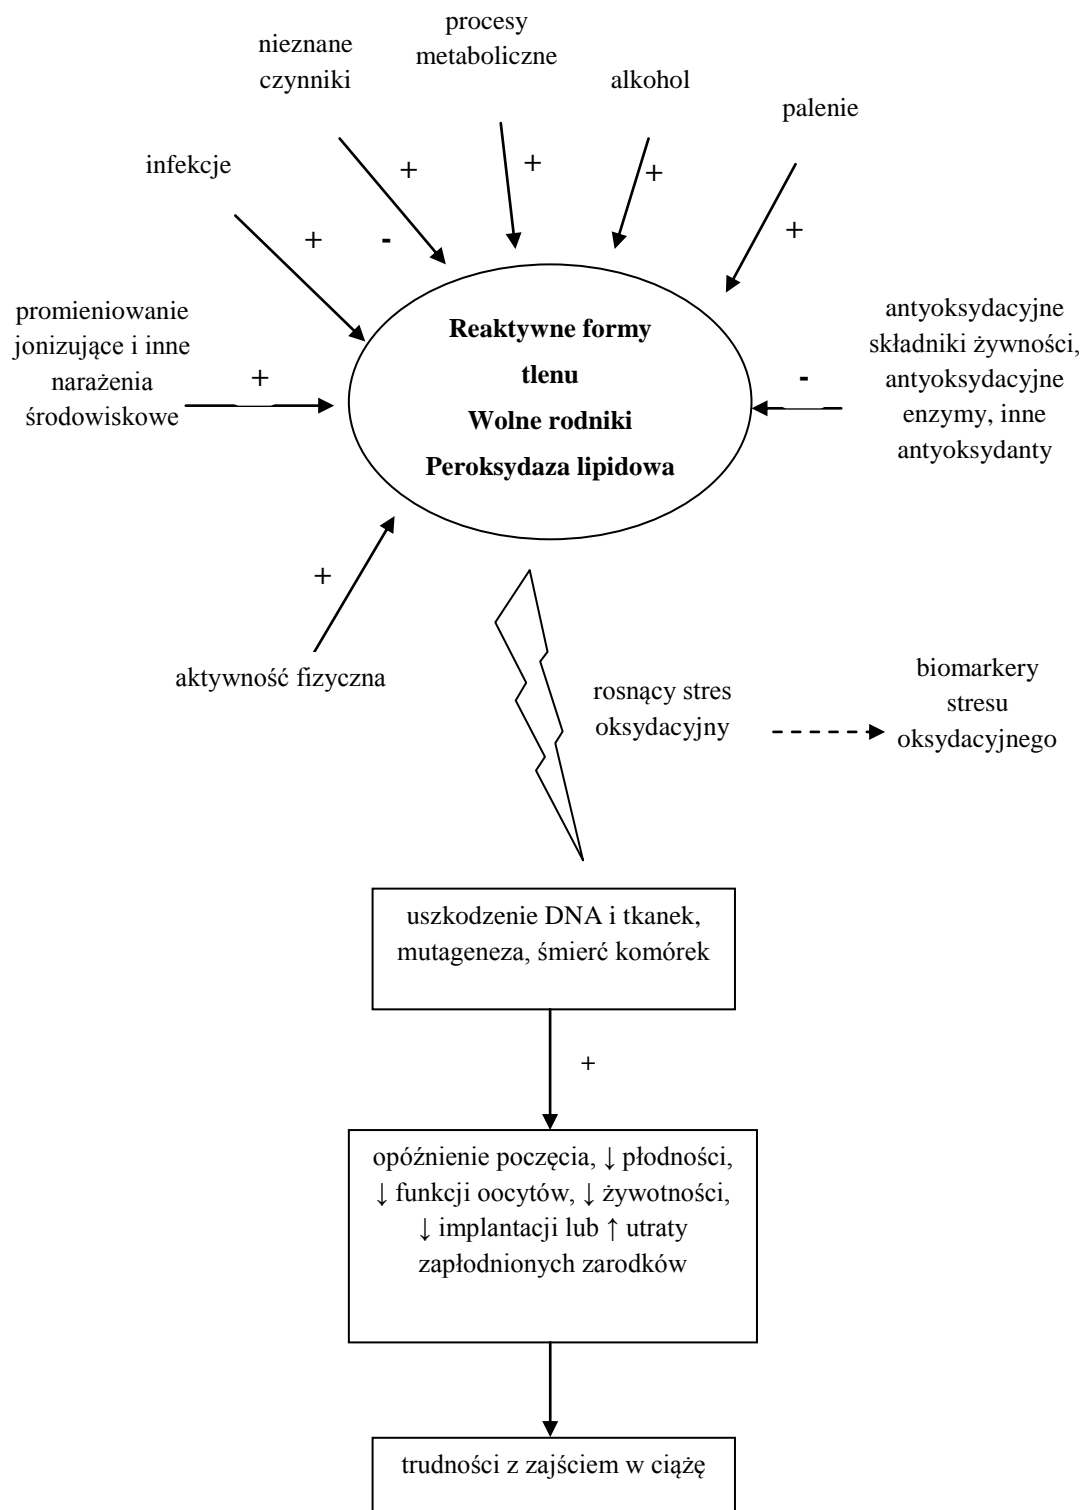 procesy
metaboliczne
nieznane
czynniki
alkohol
palenie
infekcje
+
+
+
+
+
-
promieniowanie
jonizujące i inne
narażenia
środowiskowe
+
Reaktywne formy
tlenu
Wolne rodniki
Peroksydaza lipidowa
-
antyoksydacyjne
składniki żywności,
antyoksydacyjne
enzymy, inne
antyoksydanty
+
aktywność fizyczna
rosnący stres
oksydacyjny
biomarkery
stresu
oksydacyjnego
uszkodzenie DNA i tkanek,
mutageneza, śmierć komórek
+
opóźnienie poczęcia, ↓ płodności,
↓ funkcji oocytów, ↓ żywotności,
↓ implantacji lub ↑ utraty
zapłodnionych zarodków
trudności z zajściem w ciążę